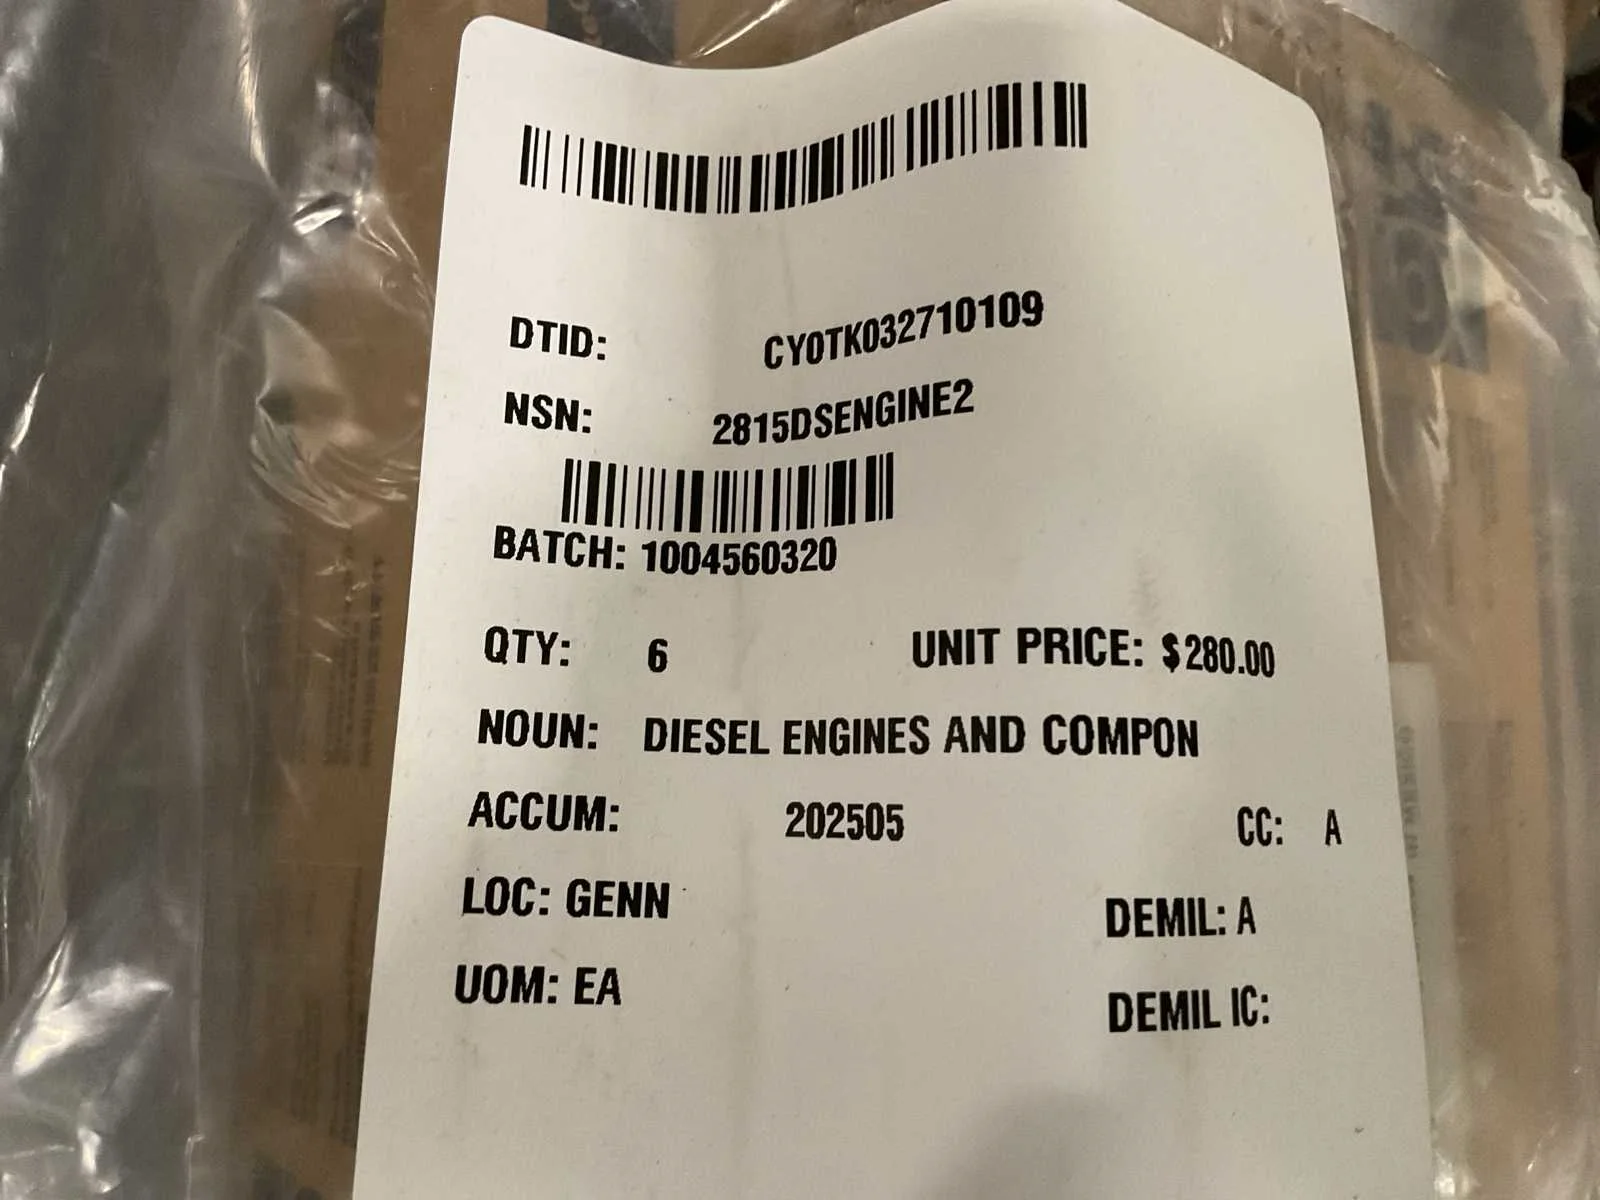 DTID: CY0TK032710109
NSN: 2815DSENGINE2
BATCH: 1004560320
QTY: 6 UNIT PRICE: $280.00
NOUN: DIESEL ENGINES AND COMPON
ACCUM: 202505 CC: A
LOC: GENN DEMIL: A
UOM: EA DEMIL IC: